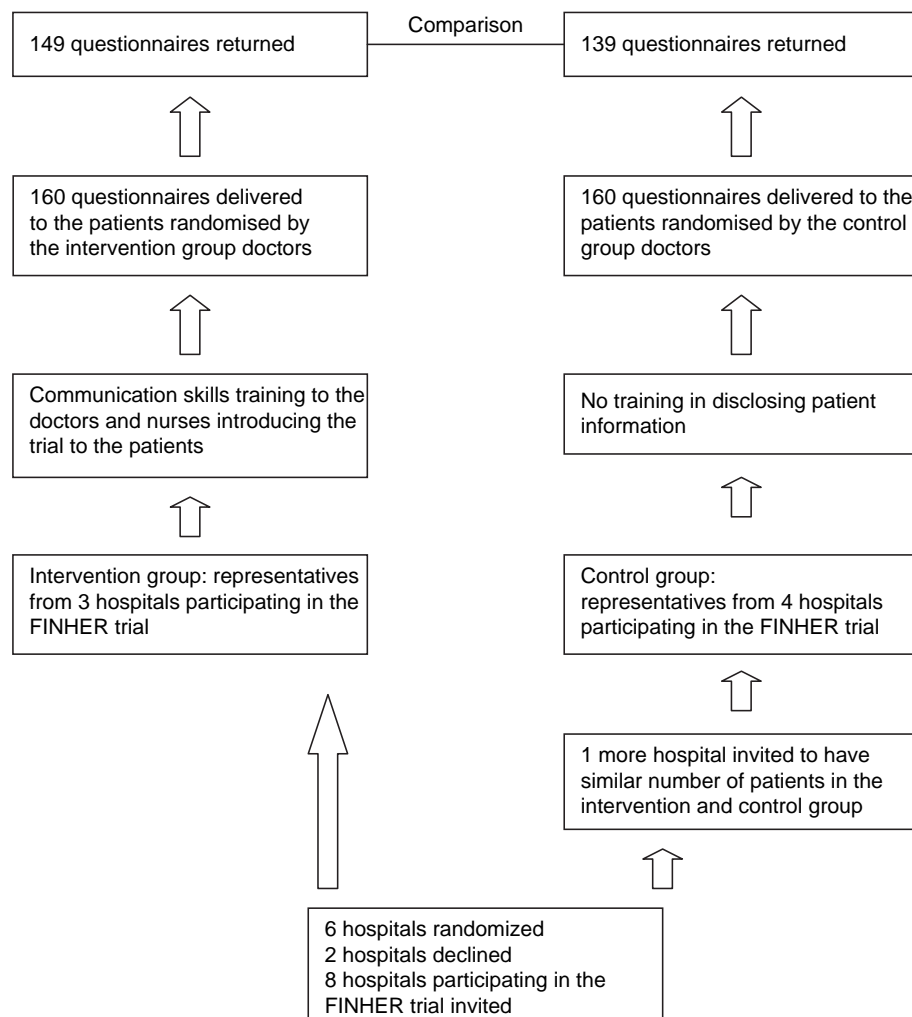 149 questionnaires returned
Comparison
139 questionnaires returned
160 questionnaires delivered
to the patients randomised by
the intervention group doctors
160 questionnaires delivered to the
patients randomised by the control
group doctors
Communication skills training to the
doctors and nurses introducing the
trial to the patients
No training in disclosing patient
information
Intervention group: representatives
from 3 hospitals participating in the
FINHER trial
Control group:
representatives from 4 hospitals
participating in the FINHER trial
1 more hospital invited to have
similar number of patients in the
intervention and control group
6 hospitals randomized
2 hospitals declined
8 hospitals participating in the
FINHER trial invited